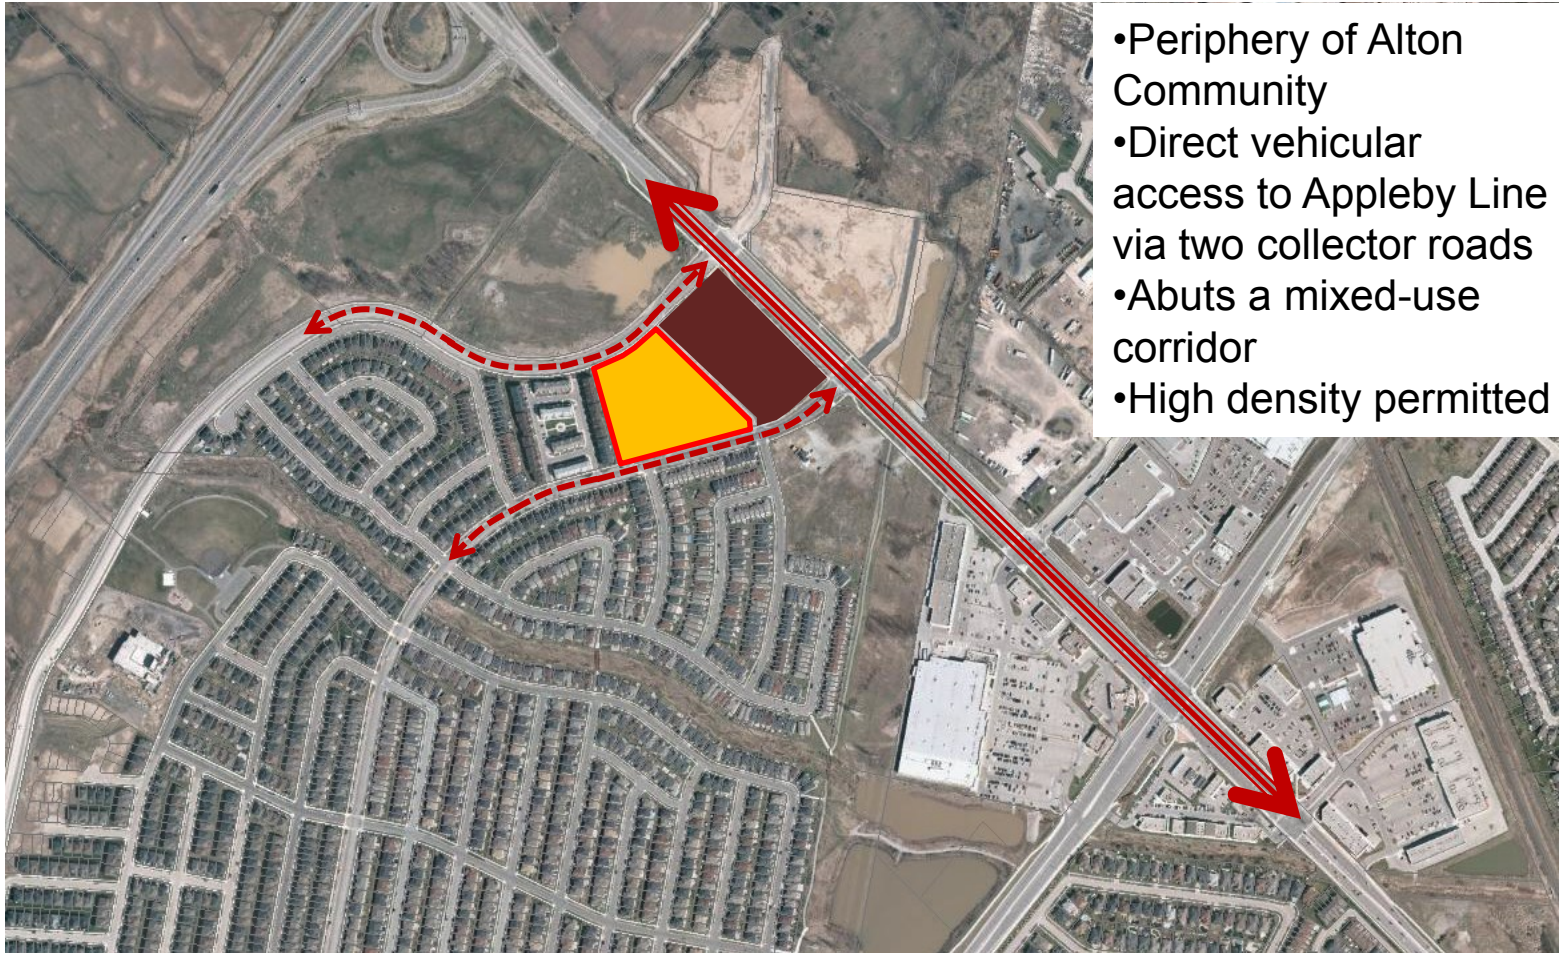 •Periphery of Alton
Community
•Direct vehicular
access to Appleby Line
via two collector roads
•Abuts a mixed-use
corridor
•High density permitted